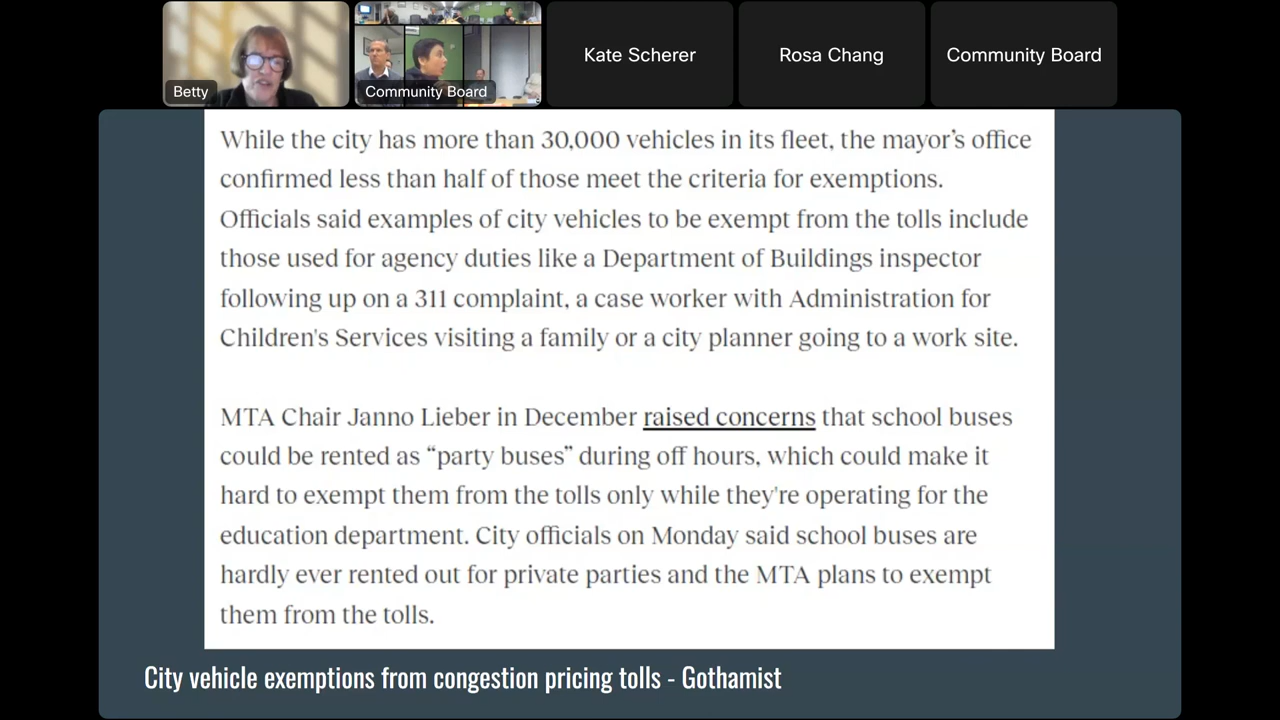 Betty
Community Board
Kate Scherer
Rosa Chang
Community Board
While the city has more than 30,000 vehicles in its fleet, the mayor’s office
confirmed less than half of those meet the criteria for exemptions.
Officials said examples of city vehicles to be exempt from the tolls include
those used for agency duties like a Department of Buildings inspector
following up on a 311 complaint, a case worker with Administration for
Children's Services visiting a family or a city planner going to a work site.
MTA Chair Janno Lieber in December raised concerns that school buses
could be rented as “party buses” during off hours, which could make it
hard to exempt them from the tolls only while they're operating for the
education department. City officials on Monday said school buses are
hardly ever rented out for private parties and the MTA plans to exempt
them from the tolls.
City vehicle exemptions from congestion pricing tolls - Gothamist